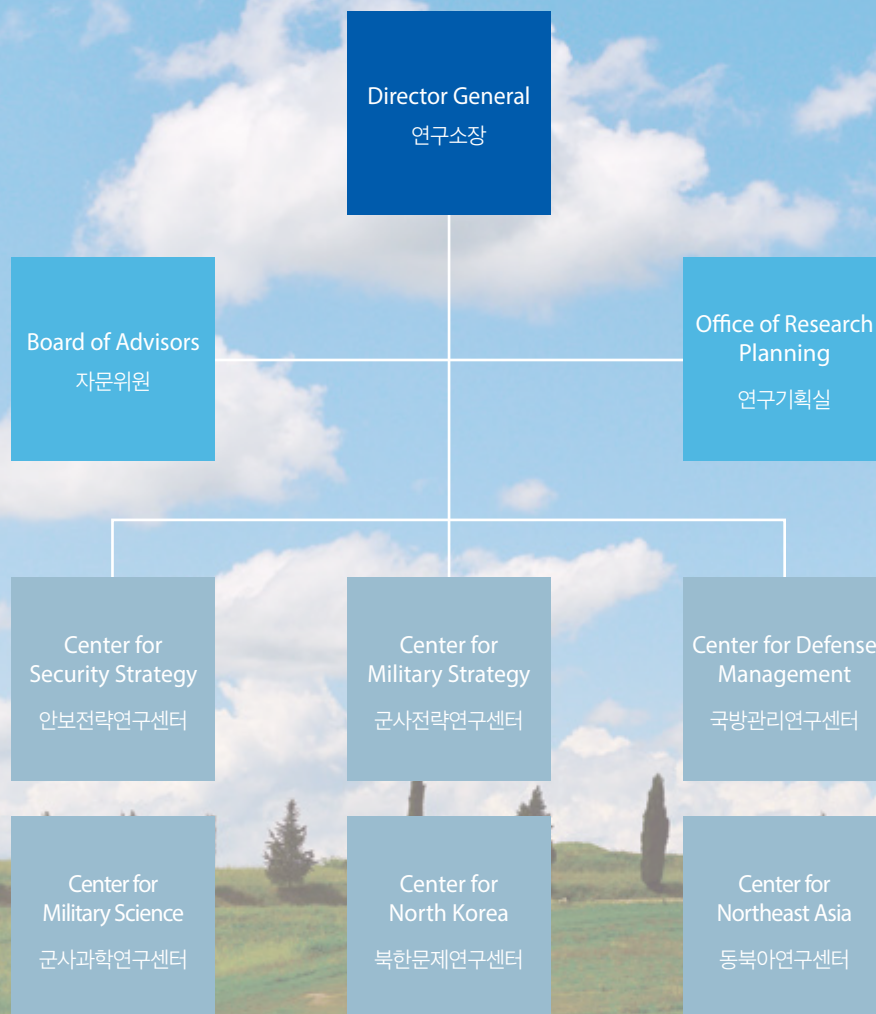 Director General
연구소장
Board of Advisors
자문위원
Office of Research
Planning
연구기획실
Center for
Security Strategy
안보전략연구센터
Center for
Military Strategy
군사전략연구센터
Center for Defense
Management
국방관리연구센터
Center for
Military Science
군사과학연구센터
Center for
North Korea
북한문제연구센터
Center for
Northeast Asia
동북아연구센터